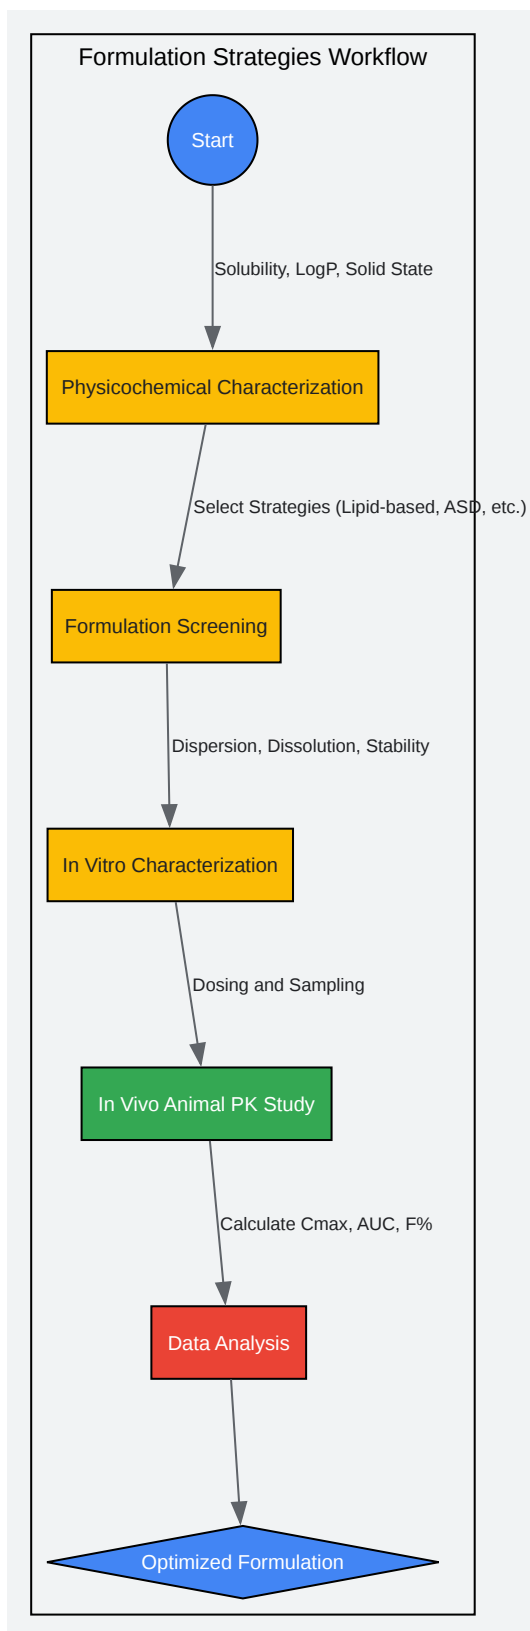 Formulation Strategies Workflow
Start
Solubility, LogP, Solid State
Physicochemical Characterization
Select Strategies (Lipid-based, ASD, etc.)
Formulation Screening
Dispersion, Dissolution, Stability
In Vitro Characterization
Dosing and Sampling
In Vivo Animal PK Study
Calculate Cmax, AUC, F%
Data Analysis
Optimized Formulation